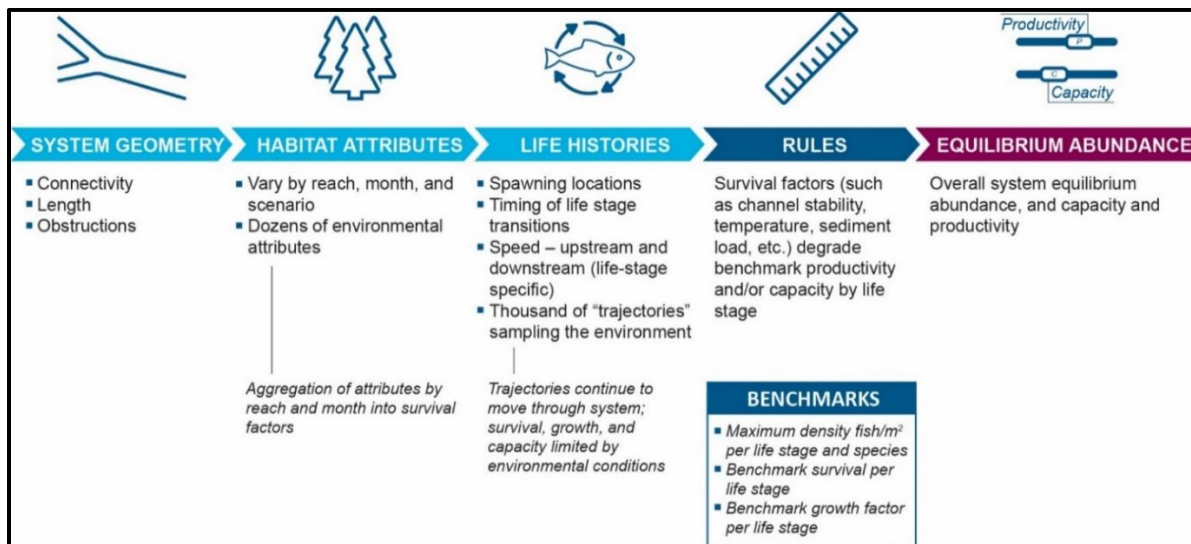 Productivity
P
C
Capacity
SYSTEM GEOMETRY
▪ Connectivity
▪ Length
▪ Obstructions
HABITAT ATTRIBUTES
▪ Vary by reach, month, and
scenario
▪ Dozens of environmental
attributes
Aggregation of attributes by
reach and month into survival
factors
LIFE HISTORIES
▪ Spawning locations
▪ Timing of life stage
transitions
▪ Speed – upstream and
downstream (life-stage
specific)
▪ Thousand of “trajectories”
sampling the environment
Trajectories continue to
move through system;
survival, growth, and
capacity limited by
environmental conditions
RULES
Survival factors (such
as channel stability,
temperature, sediment
load, etc.) degrade
benchmark productivity
and/or capacity by life
stage
BENCHMARKS
▪ Maximum density fish/m²
per life stage and species
▪ Benchmark survival per
life stage
▪ Benchmark growth factor
per life stage
EQUILIBRIUM ABUNDANCE
Overall system equilibrium
abundance, and capacity and
productivity